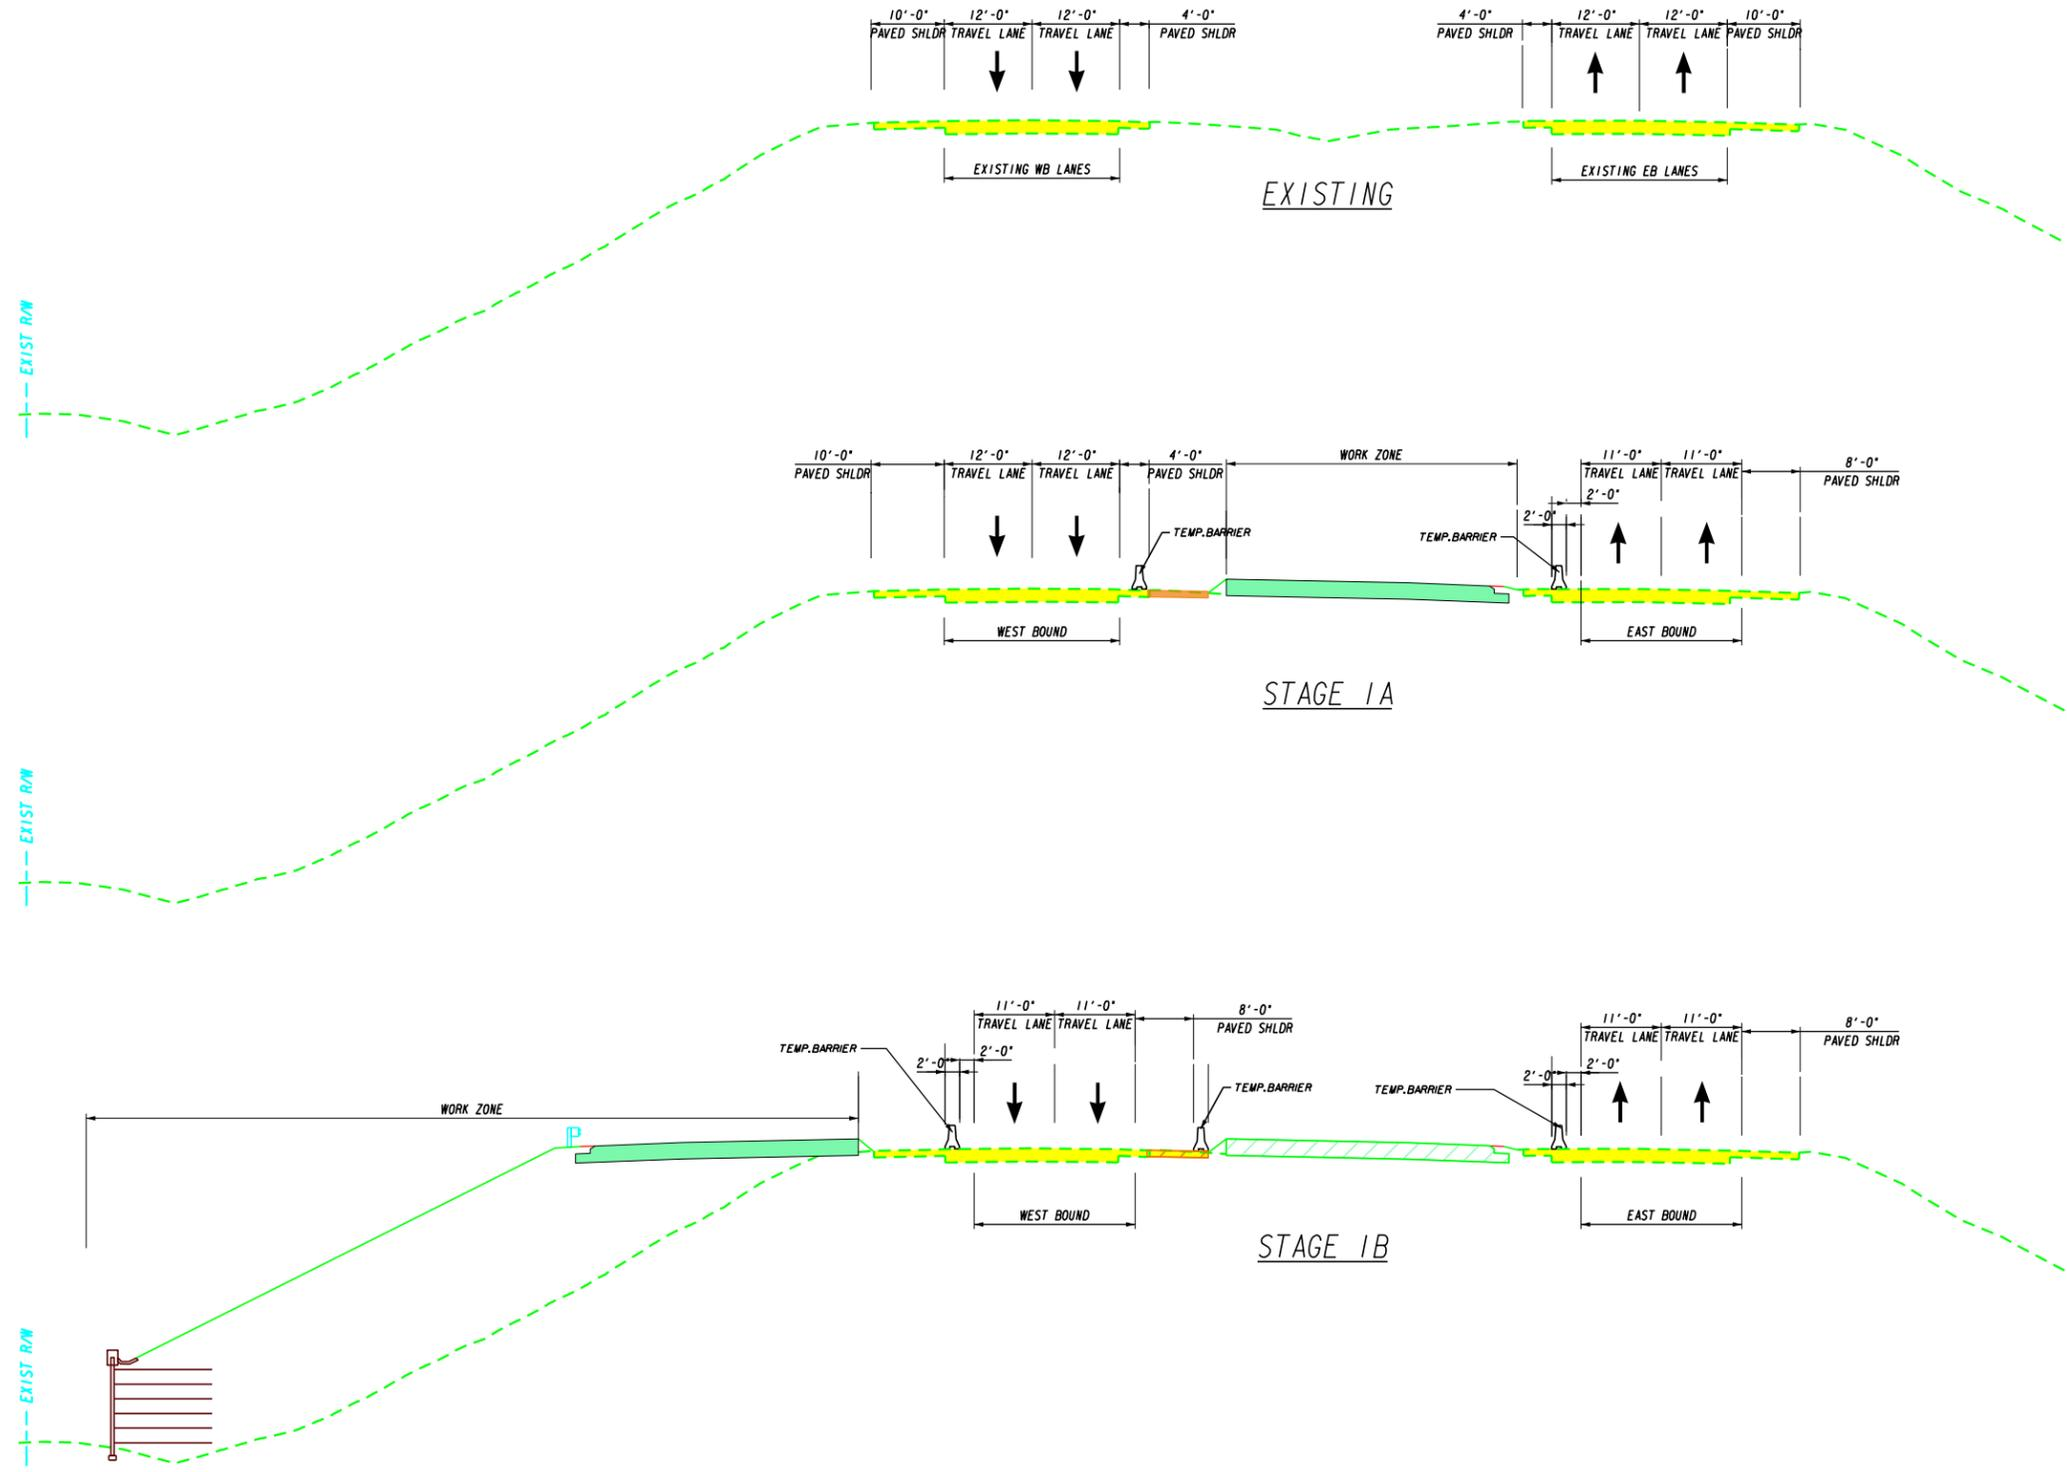 10'-0" 12'-0" 12'-0" 4'-0" 4'-0" 12'-0" 12'-0" 10'-0"
PAVED SHLDR TRAVEL LANE TRAVEL LANE PAVED SHLDR PAVED SHLDR TRAVEL LANE TRAVEL LANE PAVED SHLDR
EXISTING WB LANES EXISTING EB LANES
EXISTING
EXIST R/W
10'-0" 12'-0" 12'-0" 4'-0" WORK ZONE 11'-0" 11'-0" 8'-0"
PAVED SHLDR TRAVEL LANE TRAVEL LANE PAVED SHLDR TRAVEL LANE TRAVEL LANE PAVED SHLDR
2'-0"
2'-0"
TEMP.BARRIER TEMP.BARRIER
WEST BOUND EAST BOUND
STAGE 1A
EXIST R/W
11'-0" 11'-0" 8'-0" 11'-0" 11'-0" 8'-0"
TRAVEL LANE TRAVEL LANE PAVED SHLDR TRAVEL LANE TRAVEL LANE PAVED SHLDR
TEMP.BARRIER 2'-0" 2'-0"
2'-0" 2'-0"
TEMP.BARRIER TEMP.BARRIER
WORK ZONE
P
WEST BOUND EAST BOUND
STAGE 1B
EXIST R/W